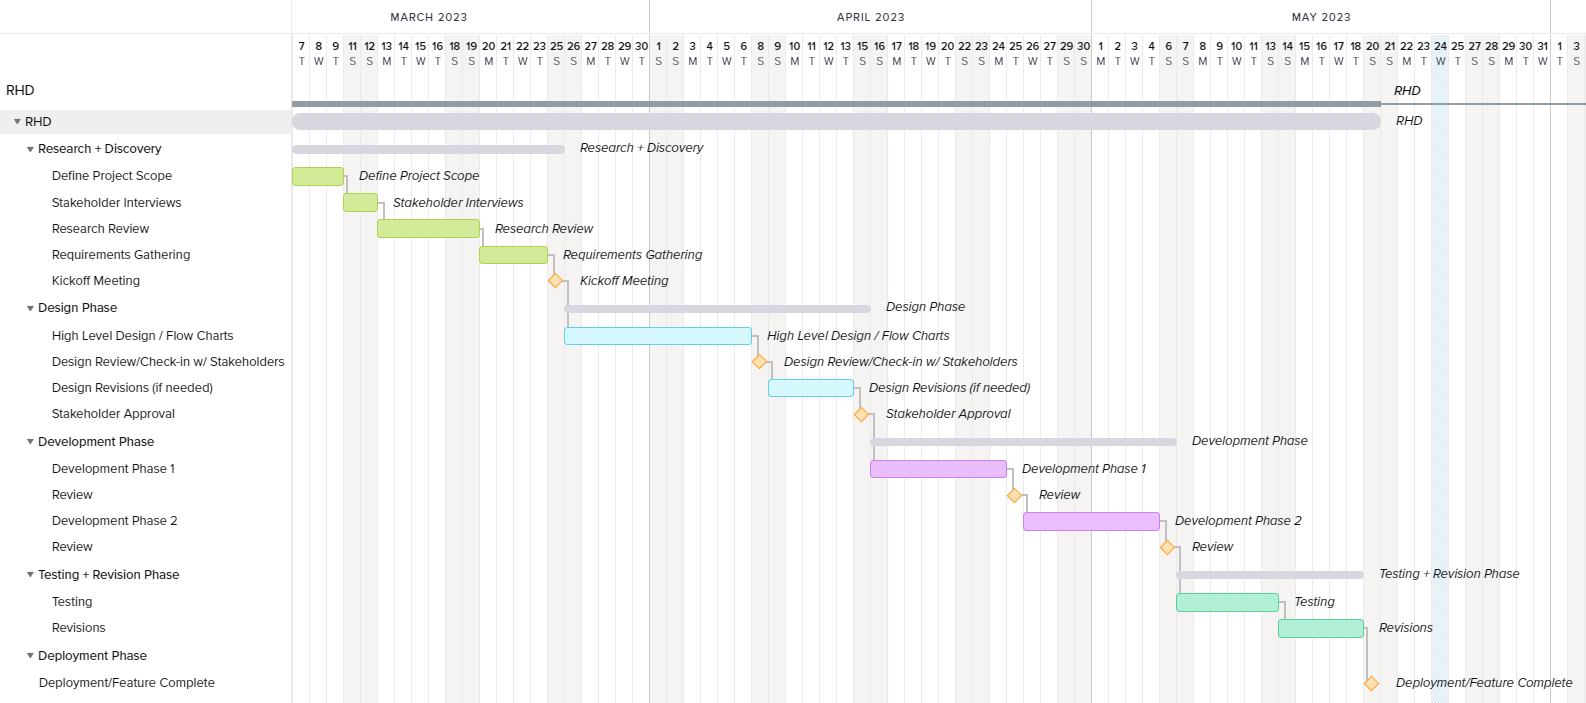 MARCH 2023 APRIL 2023 MAY 2023
7 8 9 11 12 13 14 15 16 18 19 20 21 22 23 25 26 27 28 29 30 1 2 3 4 5 6 8 9 10 11 12 13 15 16 17 18 19 20 22 23 24 25 26 27 29 30 1 2 3 4 6 7 8 9 10 11 13 14 15 16 17 18 20 21 22 23 24 25 27 28 29 30 31 1 3
T W T S S M T W T S S M T W T S S M T W T S S M T W T S S M T W T S S M T W T S S M T W T S S M T W T S S M T W T S S M T W T S S M T W T S S M T W T S
RHD RHD
RHD RHD
Research + Discovery Research + Discovery
Define Project Scope Define Project Scope
Stakeholder Interviews Stakeholder Interviews
Research Review Research Review
Requirements Gathering Requirements Gathering
Kickoff Meeting Kickoff Meeting
Design Phase Design Phase
High Level Design / Flow Charts High Level Design / Flow Charts
Design Review/Check-in w/ Stakeholders Design Review/Check-in w/ Stakeholders
Design Revisions (if needed) Design Revisions (if needed)
Stakeholder Approval Stakeholder Approval
Development Phase Development Phase
Development Phase 1 Development Phase 1
Review Review
Development Phase 2 Development Phase 2
Review Review
Testing + Revision Phase Testing + Revision Phase
Testing Testing
Revisions Revisions
Deployment Phase
Deployment/Feature Complete Deployment/Feature Complete